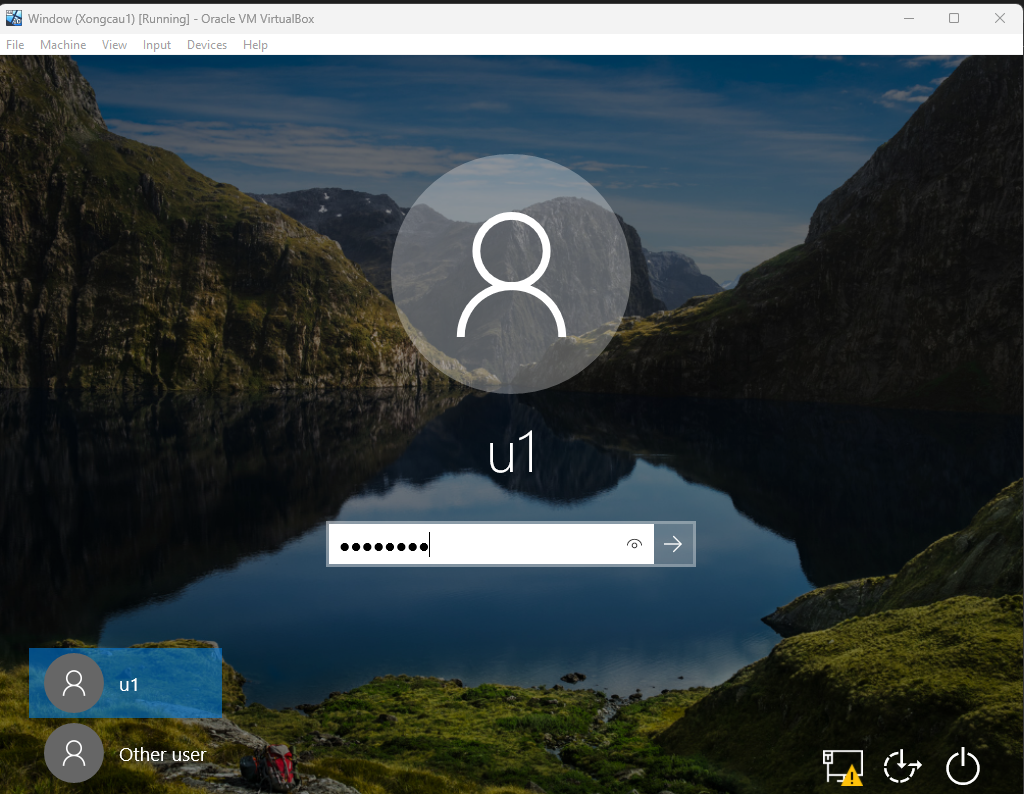 Window (Xongcau1) [Running] - Oracle VM VirtualBox
File Machine View Input Devices Help
u1
u1
Other user